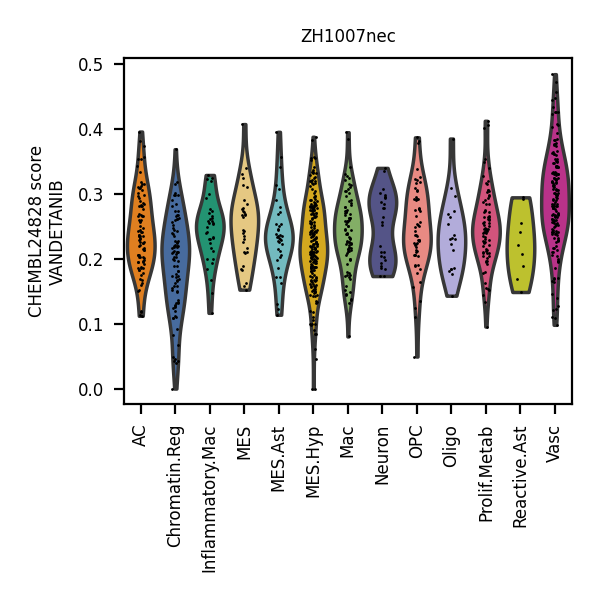 ZH1007nec
CHEMBL24828 score
VANDETANIB
0.5
0.4
0.3
0.2
0.1
0.0
AC
Chromatin.Reg
Inflammatory.Mac
MES
MES.Ast
MES.Hyp
Mac
Neuron
OPC
Oligo
Prolif.Metab
Reactive.Ast
Vasc